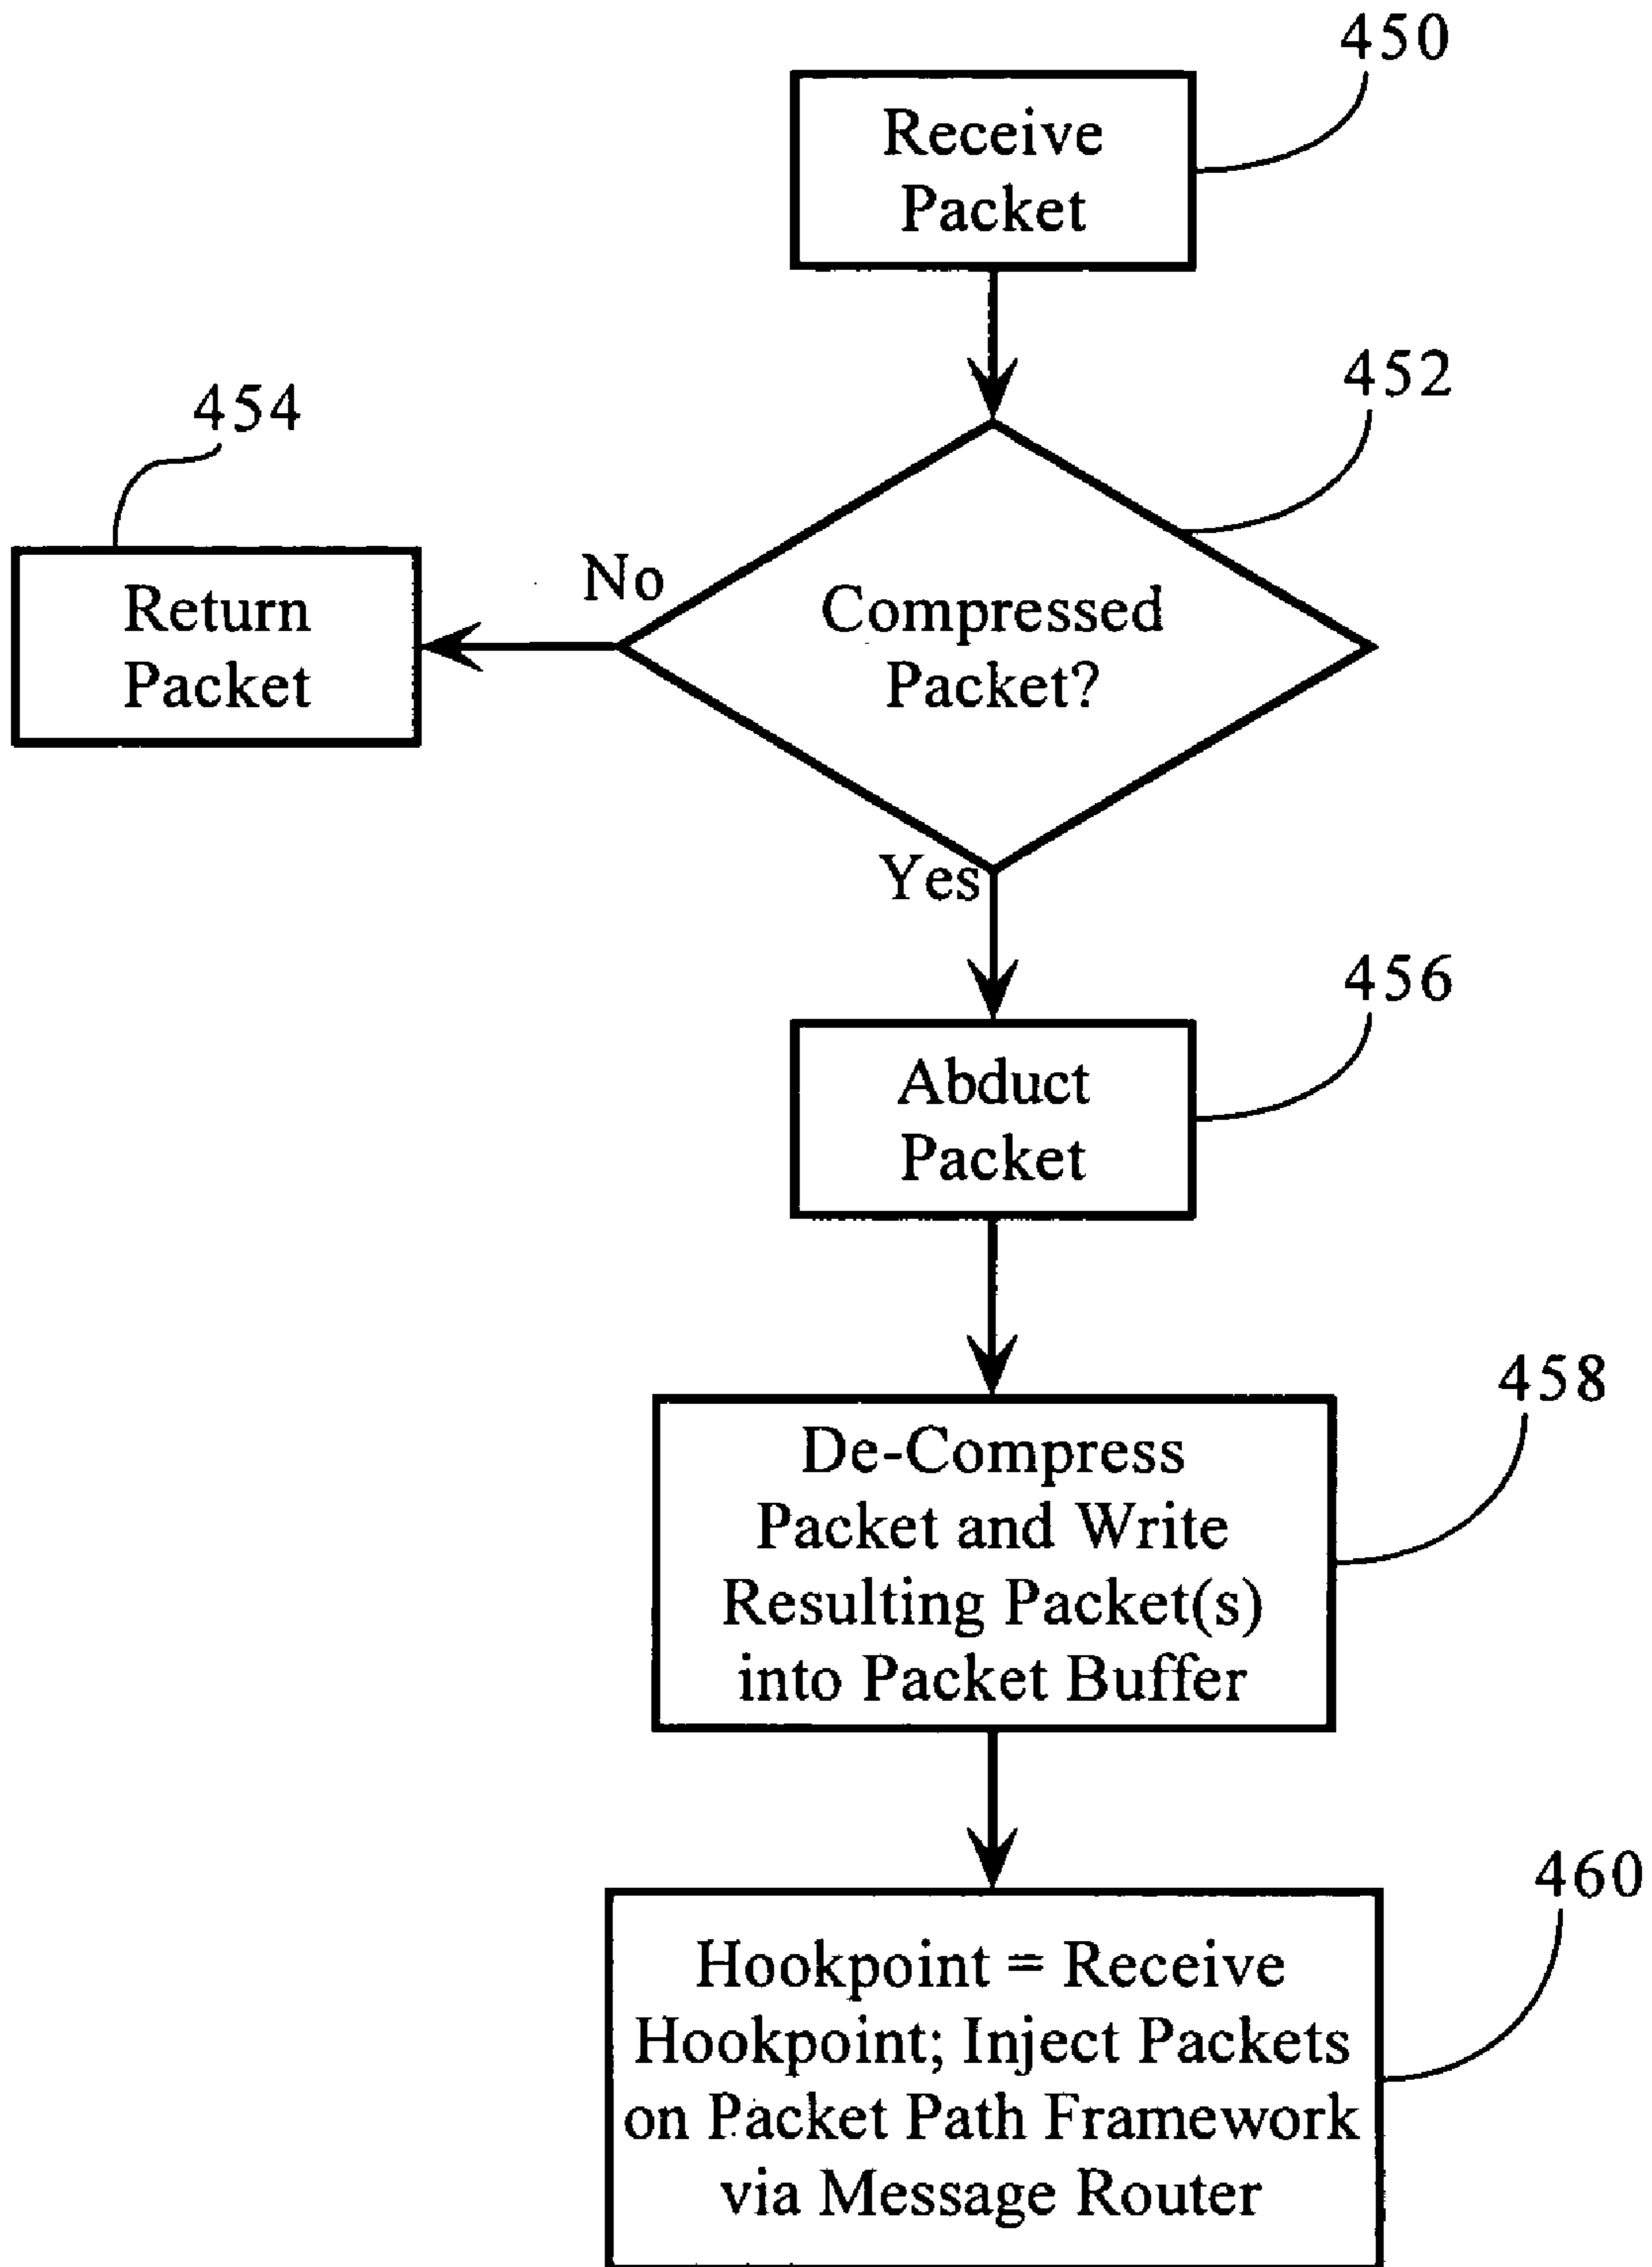 450
Receive
Packet
452
454
No
Compressed
Packet?
Return
Packet
Yes
456
Abduct
Packet
458
De-Compress
Packet and Write
Resulting Packet(s)
into Packet Buffer
460
Hookpoint = Receive
Hookpoint; Inject Packets
on Packet Path Framework
via Message Router